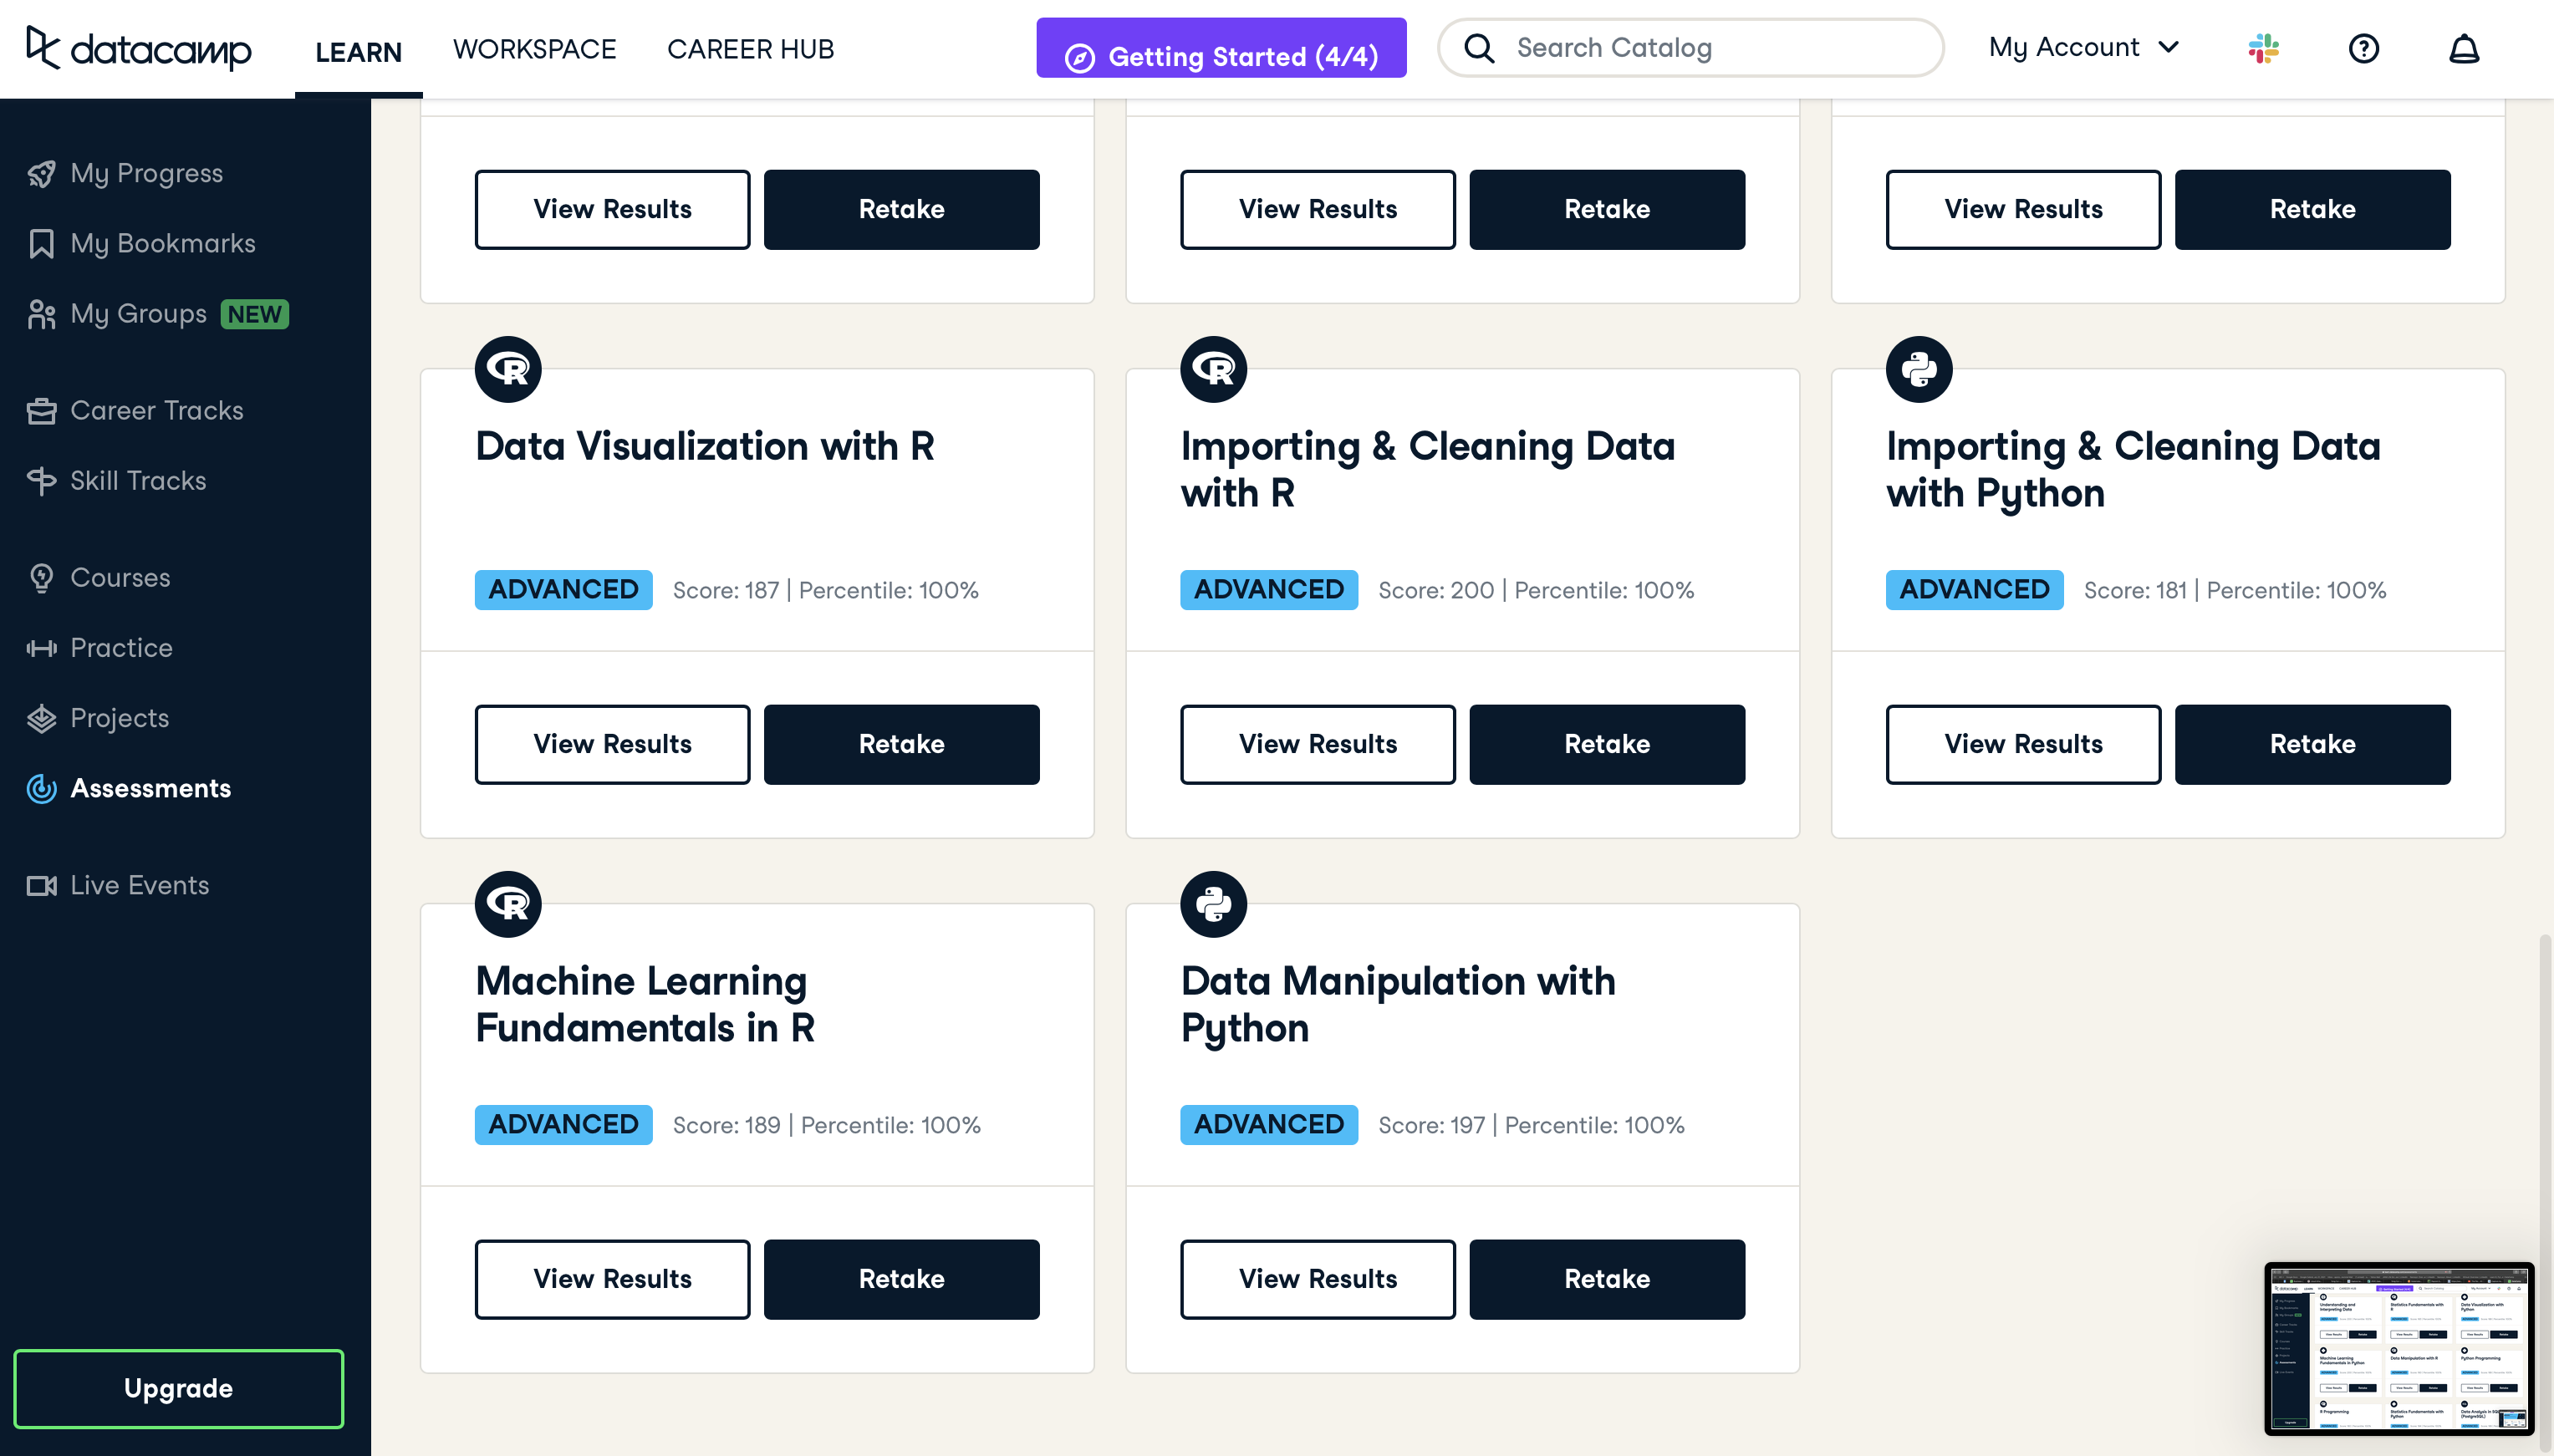 datacamp
LEARN
WORKSPACE
CAREER HUB
Getting Started (4/4)
Search Catalog
My Account
My Progress
My Bookmarks
My Groups NEW
Career Tracks
Skill Tracks
Courses
Practice
Projects
Assessments
Live Events
Upgrade
View Results
Retake
View Results
Retake
View Results
Retake
Data Visualization with R
ADVANCED Score: 187 | Percentile: 100%
View Results
Retake
Importing & Cleaning Data
with R
ADVANCED Score: 200 | Percentile: 100%
View Results
Retake
Importing & Cleaning Data
with Python
ADVANCED Score: 181 | Percentile: 100%
View Results
Retake
Machine Learning
Fundamentals in R
ADVANCED Score: 189 | Percentile: 100%
View Results
Retake
Data Manipulation with
Python
ADVANCED Score: 197 | Percentile: 100%
View Results
Retake